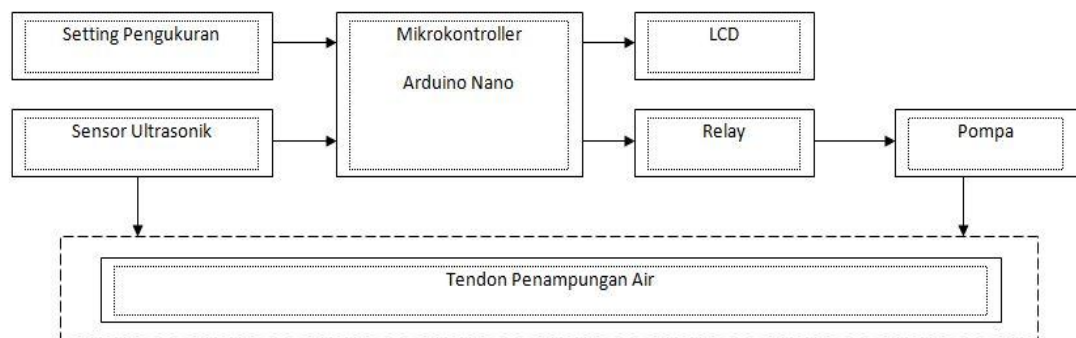 Setting Pengukuran
Mikrokontroller
Arduino Nano
LCD
Sensor Ultrasonik
Relay
Pompa
Tendon Penampungan Air